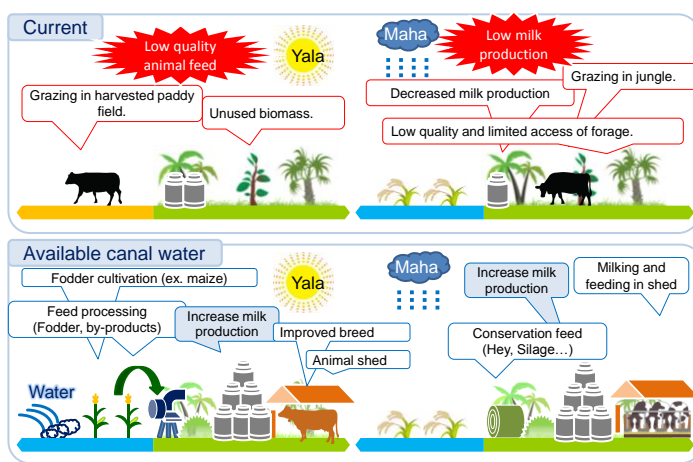 Current
Low quality
animal feed
Yala
Maha
Low milk
production
Grazing in jungle.
Grazing in harvested paddy
field.
Unused biomass.
Decreased milk production
Low quality and limited access of forage.
Available canal water
Fodder cultivation (ex. maize)
Yala
Maha
Increase milk
production
Milking and
feeding in shed
Feed processing
(Fodder, by-products)
Increase milk
production
Improved breed
Animal shed
Conservation feed
(Hey, Silage…)
Water